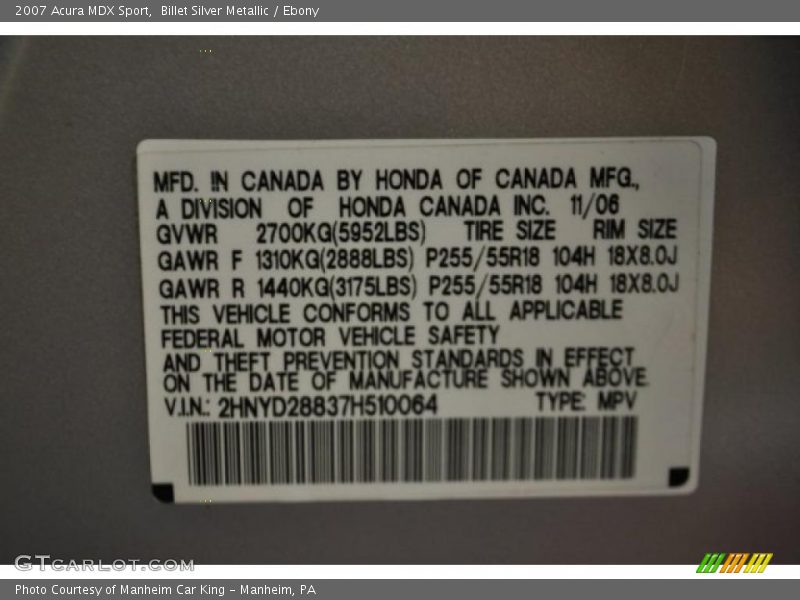 2007 Acura MDX Sport,  Billet Silver Metallic / Ebony
MFD. IN CANADA BY HONDA OF CANADA MFG.,
A DIVISION OF HONDA CANADA INC. 11/06
GVWR 2700KG(5952LBS) TIRE SIZE RIM SIZE
GAWR F 1310KG(2888LBS) P255/55R18 104H 18X8.0J
GAWR R 1440KG(3175LBS) P255/55R18 104H 18X8.0J
THIS VEHICLE CONFORMS TO ALL APPLICABLE
FEDERAL MOTOR VEHICLE SAFETY
AND THEFT PREVENTION STANDARDS IN EFFECT
ON THE DATE OF MANUFACTURE SHOWN ABOVE.
V.I.N.: 2HNYD28837H510064 TYPE: MPV
GTCARLOT.COM
Photo Courtesy of Manheim Car King - Manheim, PA